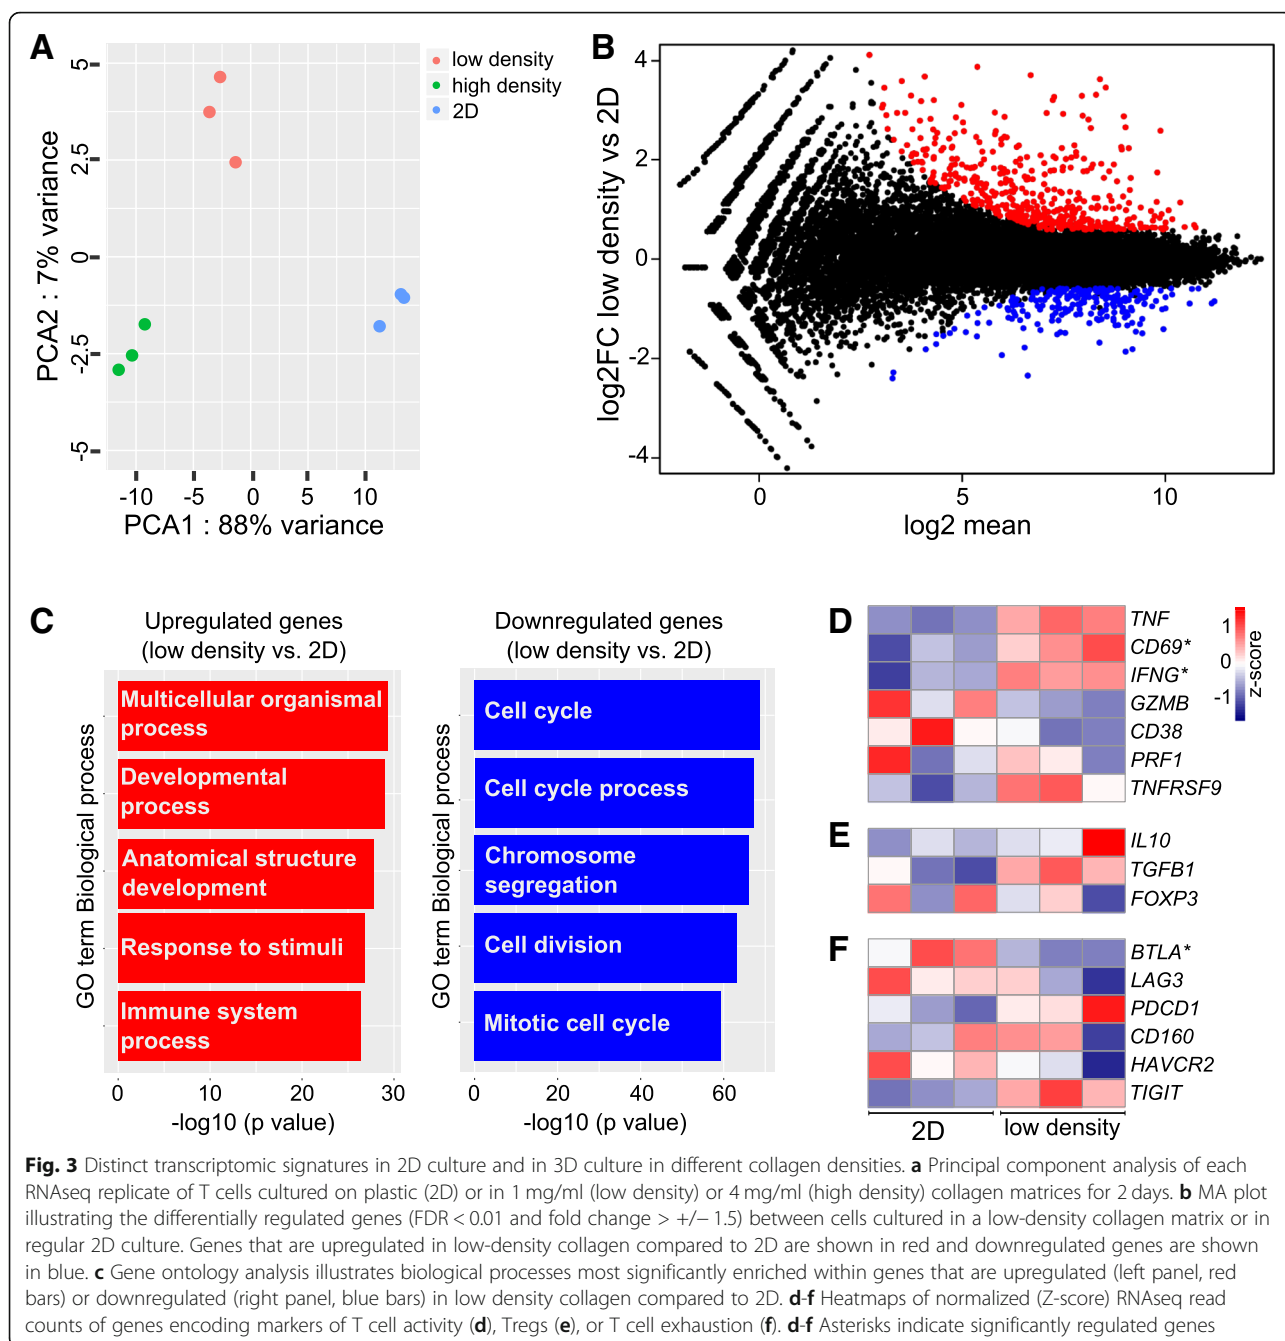 A
5
2.5
0
-2.5
-5
PCA2 : 7% variance
-10 -5 0 5 10
PCA1 : 88% variance
low density
high density
2D
B
4
2
0
-2
-4
log2FC low density vs 2D
0 5 10
log2 mean
C
Upregulated genes
(low density vs. 2D)
GO term Biological process
Multicellular organismal
process
Developmental
process
Anatomical structure
development
Response to stimuli
Immune system
process
0 10 20 30
-log10 (p value)
Downregulated genes
(low density vs. 2D)
GO term Biological process
Cell cycle
Cell cycle process
Chromosome
segregation
Cell division
Mitotic cell cycle
0 20 40 60
-log10 (p value)
D
TNF
CD69*
IFNG*
GZMB
CD38
PRF1
TNFRSF9
1
0
-1
z-score
E
IL10
TGFB1
FOXP3
F
BTLA*
LAG3
PDCD1
CD160
HAVCR2
TIGIT
2D low density
Fig. 3 Distinct transcriptomic signatures in 2D culture and in 3D culture in different collagen densities. a Principal component analysis of each
RNAseq replicate of T cells cultured on plastic (2D) or in 1 mg/ml (low density) or 4 mg/ml (high density) collagen matrices for 2 days. b MA plot
illustrating the differentially regulated genes (FDR < 0.01 and fold change > +/− 1.5) between cells cultured in a low-density collagen matrix or in
regular 2D culture. Genes that are upregulated in low-density collagen compared to 2D are shown in red and downregulated genes are shown
in blue. c Gene ontology analysis illustrates biological processes most significantly enriched within genes that are upregulated (left panel, red
bars) or downregulated (right panel, blue bars) in low density collagen compared to 2D. d-f Heatmaps of normalized (Z-score) RNAseq read
counts of genes encoding markers of T cell activity (d), Tregs (e), or T cell exhaustion (f). d-f Asterisks indicate significantly regulated genes